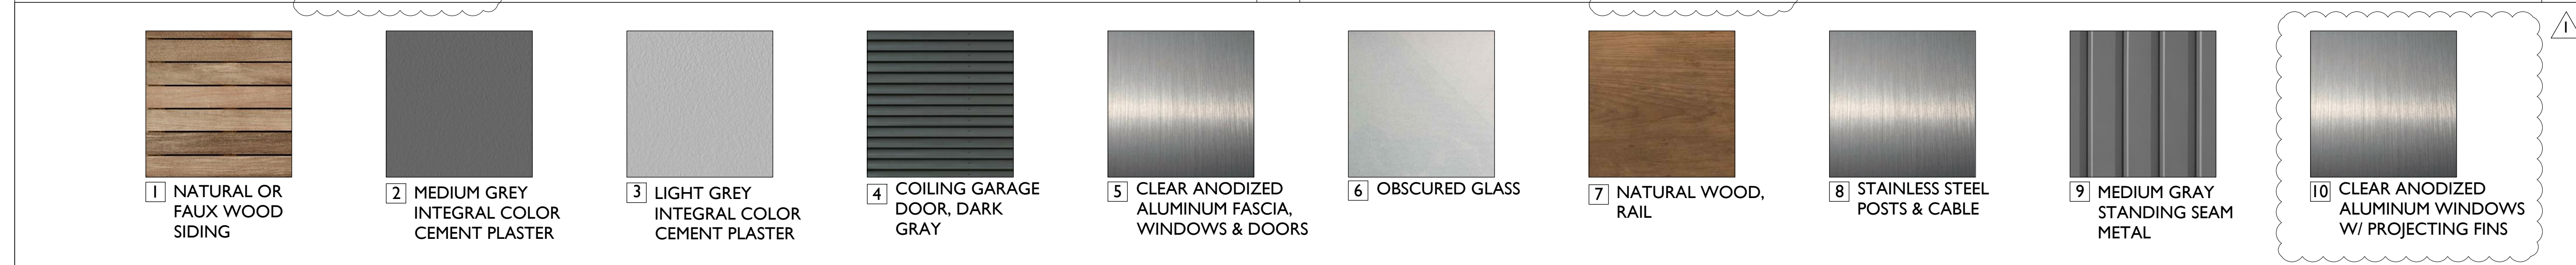 1 NATURAL OR
FAUX WOOD
SIDING
2 MEDIUM GREY
INTEGRAL COLOR
CEMENT PLASTER
3 LIGHT GREY
INTEGRAL COLOR
CEMENT PLASTER
4 COILING GARAGE
DOOR, DARK
GRAY
5 CLEAR ANODIZED
ALUMINUM FASCIA,
WINDOWS & DOORS
6 OBSCURED GLASS
7 NATURAL WOOD,
RAIL
8 STAINLESS STEEL
POSTS & CABLE
9 MEDIUM GRAY
STANDING SEAM
METAL
10 CLEAR ANODIZED
ALUMINUM WINDOWS
W/ PROJECTING FINS
1